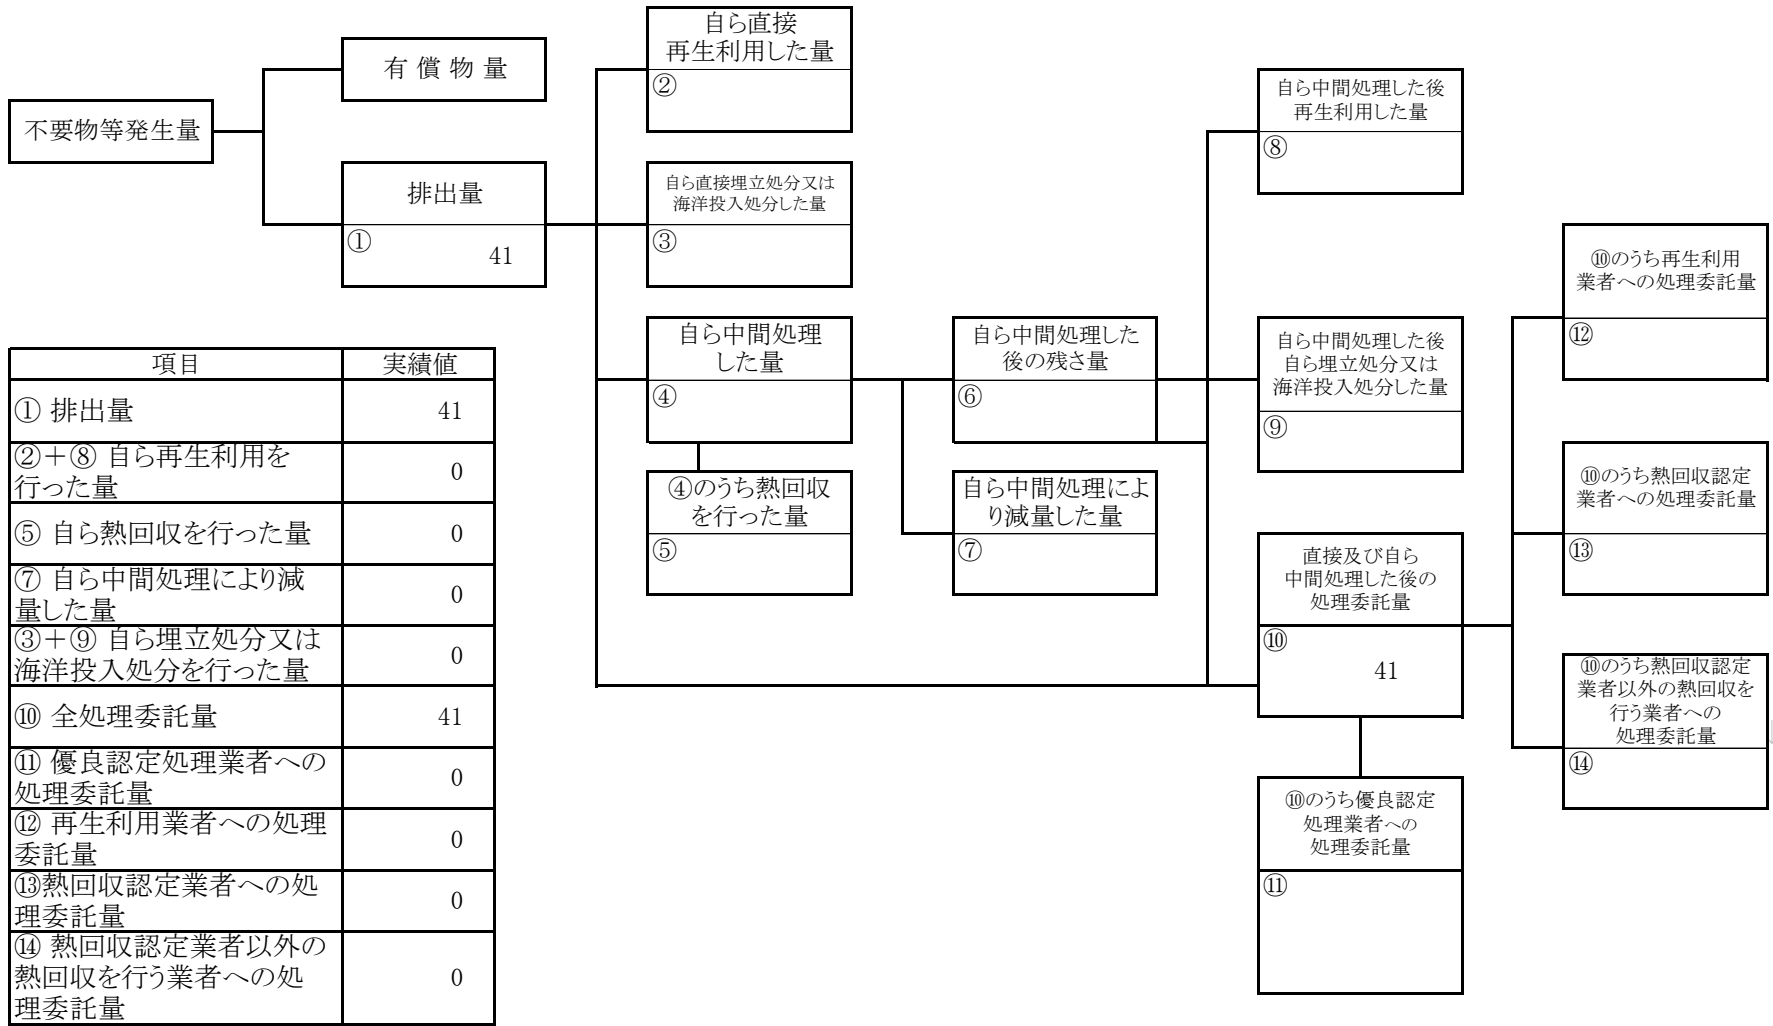 不要物等発生量
有 償 物 量
排出量
①
41
自ら直接
再生利用した量
②
自ら直接埋立処分又は
海洋投入処分した量
③
自ら中間処理
した量
④
④のうち熱回収
を行った量
⑤
自ら中間処理した
後の残さ量
⑥
自ら中間処理によ
り減量した量
⑦
自ら中間処理した後
再生利用した量
⑧
自ら中間処理した後
自ら埋立処分又は
海洋投入処分した量
⑨
直接及び自ら
中間処理した後の
処理委託量
⑩
41
⑩のうち優良認定
処理業者への
処理委託量
⑪
⑩のうち再生利用
業者への処理委託量
⑫
⑩のうち熱回収認定
業者への処理委託量
⑬
⑩のうち熱回収認定
業者以外の熱回収を
行う業者への
処理委託量
⑭
項目 実績値
① 排出量 41
②＋⑧ 自ら再生利用を
行った量 0
⑤ 自ら熱回収を行った量 0
⑦ 自ら中間処理により減
量した量 0
③＋⑨ 自ら埋立処分又は
海洋投入処分を行った量 0
⑩ 全処理委託量 41
⑪ 優良認定処理業者への
処理委託量 0
⑫ 再生利用業者への処理
委託量 0
⑬熱回収認定業者への処
理委託量 0
⑭ 熱回収認定業者以外の
熱回収を行う業者への処
理委託量 0